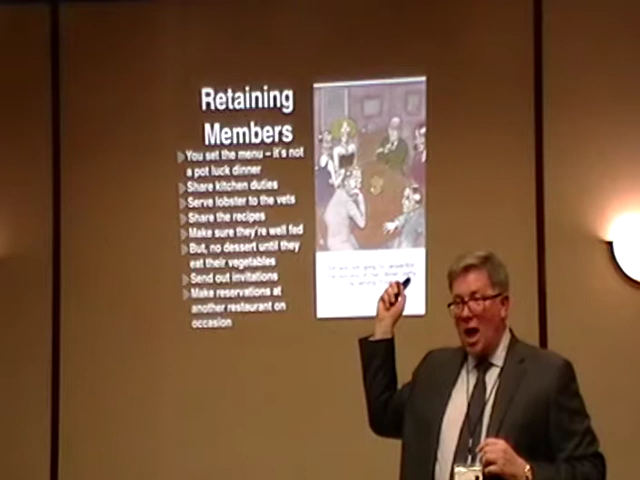 Retaining
Members
You set the menu – it's not
a pot luck dinner
Share kitchen duties
Serve lobster to the vets
Share the recipes
Make sure they're well fed
But, no dessert until they
eat their vegetables
Send out invitations
Make reservations at
another restaurant on
occasion